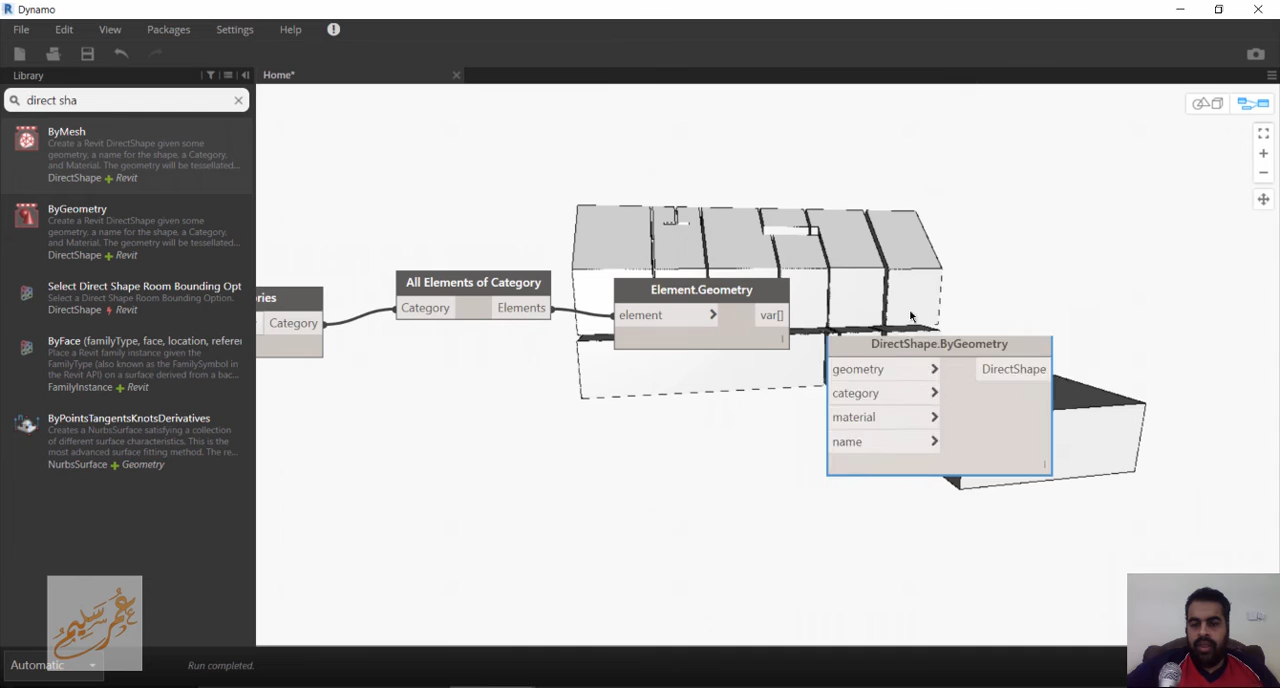 Dynamo
File Edit View Packages Settings Help
Library
Home*
direct sha
ByMesh
Create a Revit DirectShape given some
geometry, a name for the shape, a Category,
and Material. The geometry will be tessellated...
DirectShape + Revit
ByGeometry
Create a Revit DirectShape given some
geometry, a name for the shape, a Category,
and Material. The geometry will be tessellated...
DirectShape + Revit
Select Direct Shape Room Bounding Opt
Select a Direct Shape Room Bounding Option.
DirectShape Revit
ByFace (familyType, face, location, referen
Place a Revit family instance given the
FamilyType (also known as the FamilySymbol in
the Revit API) on a surface derived from a bac...
FamilyInstance + Revit
ByPointsTangentsKnotsDerivatives
Creates a NurbsSurface satisfying a collection
of different surface characteristics. This is the
most advanced surface fitting method. The re...
NurbsSurface + Geometry
ories
Category
All Elements of Category
Category Elements
Element.Geometry
element > var[]
DirectShape.ByGeometry
geometry > DirectShape
category >
material >
name >
عمر سليم
Automatic
Run completed.